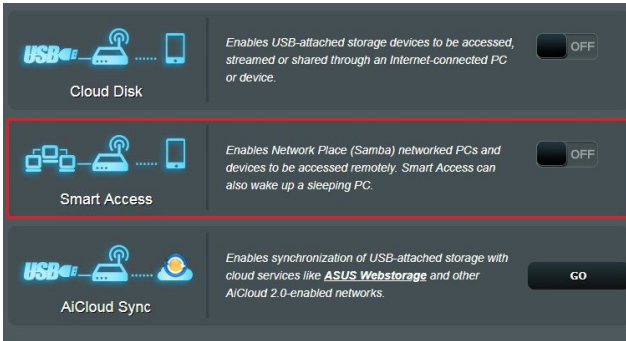 Enables USB-attached storage devices to be accessed,
streamed or shared through an Internet-connected PC
or device.
OFF
USB
Cloud Disk
Enables Network Place (Samba) networked PCs and
devices to be accessed remotely. Smart Access can
also wake up a sleeping PC.
OFF
Smart Access
Enables synchronization of USB-attached storage with
cloud services like ASUS Webstorage and other
AiCloud 2.0-enabled networks.
GO
USB
AiCloud Sync